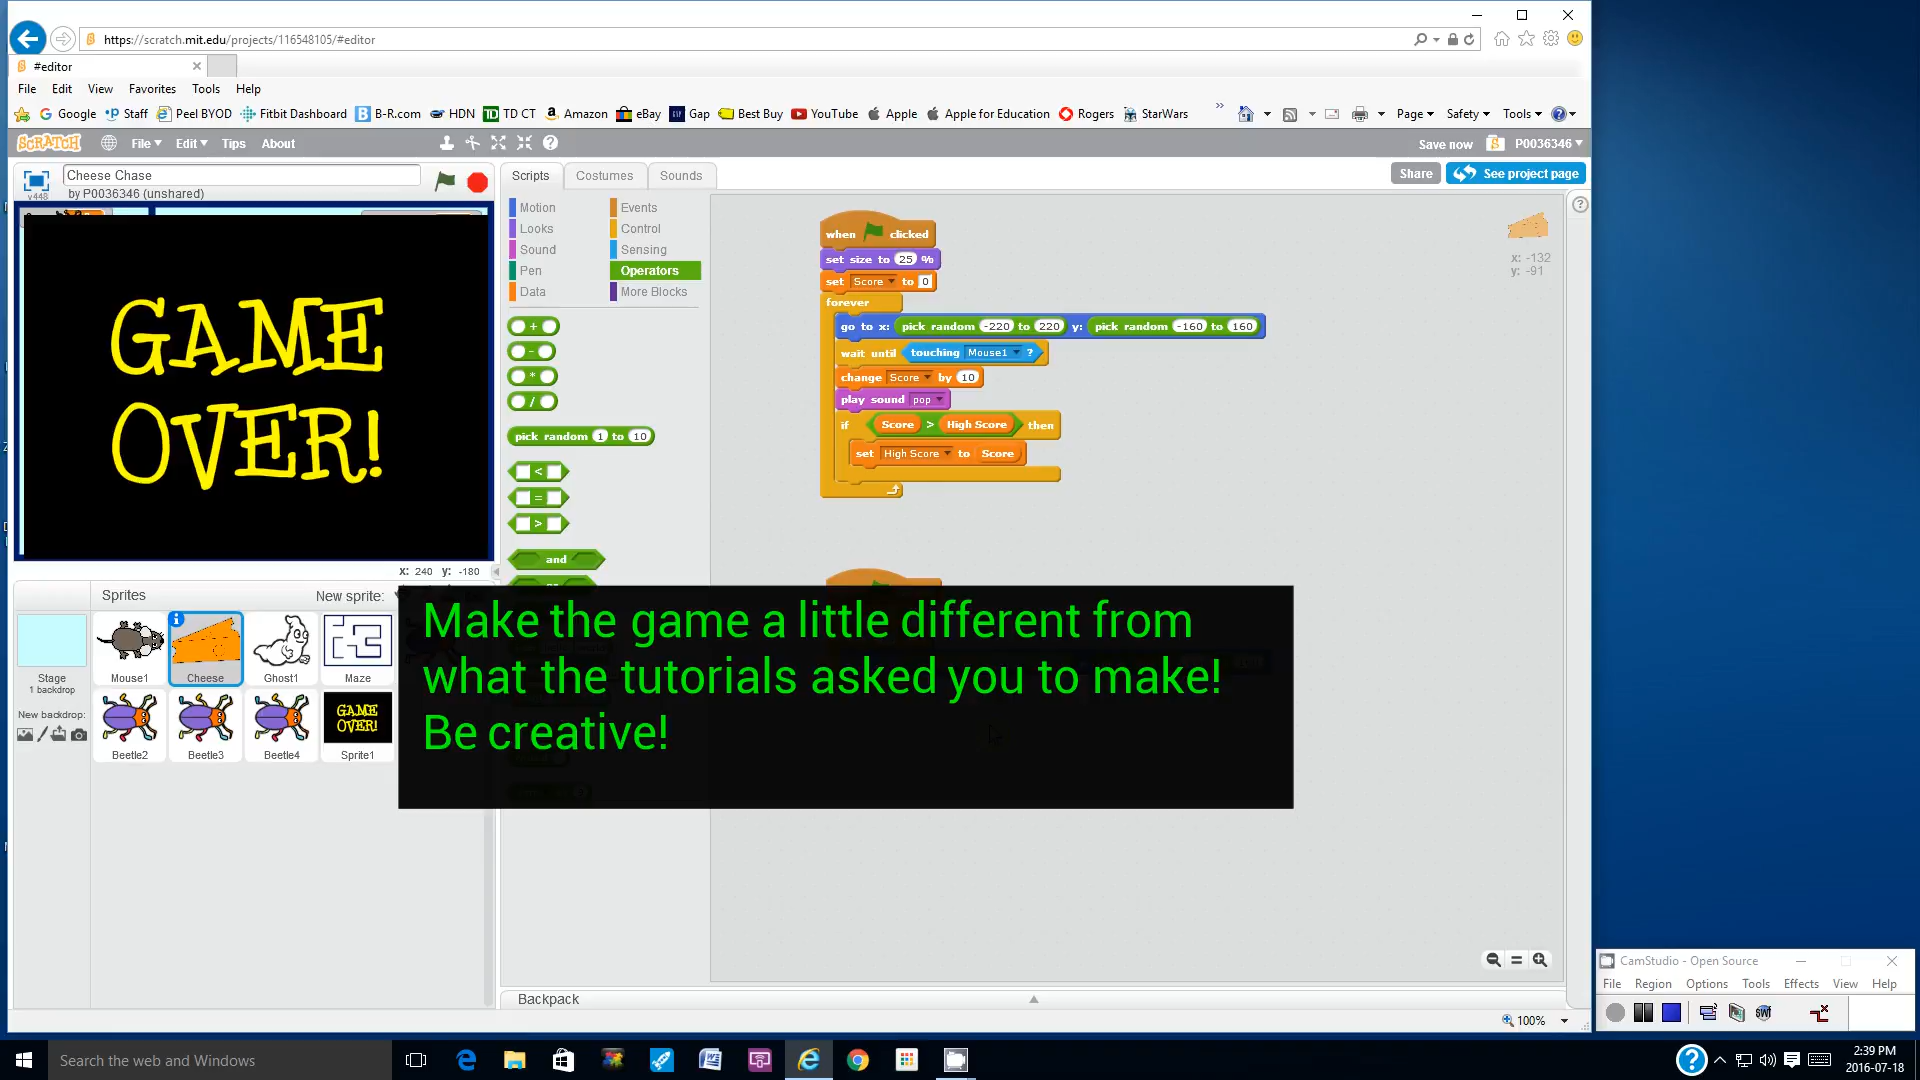 https://scratch.mit.edu/projects/116548105/#editor
#editor
File Edit View Favorites Tools Help
Google Staff Peel BYOD Fitbit Dashboard B-R.com HDN TD CT Amazon eBay Gap Best Buy YouTube Apple Apple for Education Rogers StarWars » Page Safety Tools
SCRATCH File Edit Tips About Save now P0036346
Cheese Chase
by P0036346 (unshared)
v448
Scripts Costumes Sounds
Share See project page
Motion Events
Looks Control
Sound Sensing
Pen Operators
Data More Blocks
GAME
OVER!
+
-
*
/
pick random 1 to 10
<
=
>
and
when clicked
set size to 25 %
set Score to 0
forever
go to x: pick random -220 to 220 y: pick random -160 to 160
wait until touching Mouse1 ?
change Score by 10
play sound pop
if Score > High Score then
set High Score to Score
x: -132
y: -91
x: 240 y: -180
Sprites New sprite:
Stage
1 backdrop
New backdrop:
Mouse1 Cheese Ghost1 Maze
GAME
OVER!
Beetle2 Beetle3 Beetle4 Sprite1
Make the game a little different from
what the tutorials asked you to make!
Be creative!
Backpack
100%
CamStudio - Open Source
File Region Options Tools Effects View Help
SWF
Search the web and Windows
2:39 PM
2016-07-18